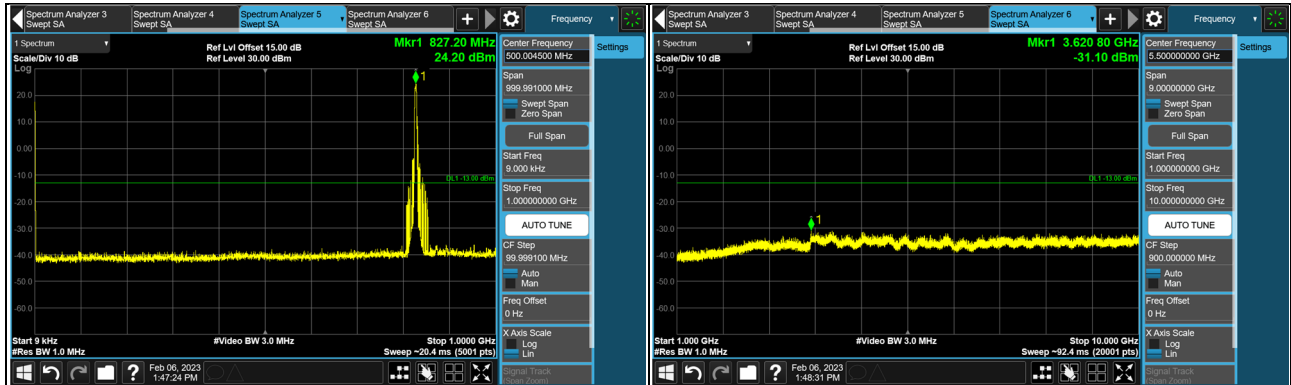 Spectrum Analyzer 3
Swept SA
Spectrum Analyzer 4
Swept SA
Spectrum Analyzer 5
Swept SA
Spectrum Analyzer 6
Swept SA
+
Frequency
1 Spectrum
Scale/Div 10 dB
Log
Ref Lvl Offset 15.00 dB
Ref Level 30.00 dBm
Mkr1 827.20 MHz
24.20 dBm
1
20.0
10.0
0.00
-10.0
-20.0
-30.0
-40.0
-50.0
-60.0
DL1 -13.00 dBm
Start 9 kHz
#Res BW 1.0 MHz
#Video BW 3.0 MHz
Stop 1.0000 GHz
Sweep ~20.4 ms (5001 pts)
Center Frequency
500.004500 MHz
Span
999.991000 MHz
Swept Span
Zero Span
Full Span
Start Freq
9.000 kHz
Stop Freq
1.000000000 GHz
AUTO TUNE
CF Step
99.999100 MHz
Auto
Man
Freq Offset
0 Hz
X Axis Scale
Log
Lin
Signal Track
(Span Zoom)
Settings
?
Feb 06, 2023
1:47:24 PM
Spectrum Analyzer 3
Swept SA
Spectrum Analyzer 4
Swept SA
Spectrum Analyzer 5
Swept SA
Spectrum Analyzer 6
Swept SA
+
Frequency
1 Spectrum
Scale/Div 10 dB
Log
Ref Lvl Offset 15.00 dB
Ref Level 30.00 dBm
Mkr1 3.620 80 GHz
-31.10 dBm
1
20.0
10.0
0.00
-10.0
-20.0
-30.0
-40.0
-50.0
-60.0
DL1 -13.00 dBm
Start 1.000 GHz
#Res BW 1.0 MHz
#Video BW 3.0 MHz
Stop 10.000 GHz
Sweep ~92.4 ms (20001 pts)
Center Frequency
5.500000000 GHz
Span
9.00000000 GHz
Swept Span
Zero Span
Full Span
Start Freq
1.000000000 GHz
Stop Freq
10.000000000 GHz
AUTO TUNE
CF Step
900.000000 MHz
Auto
Man
Freq Offset
0 Hz
X Axis Scale
Log
Lin
Signal Track
(Span Zoom)
Settings
?
Feb 06, 2023
1:48:31 PM